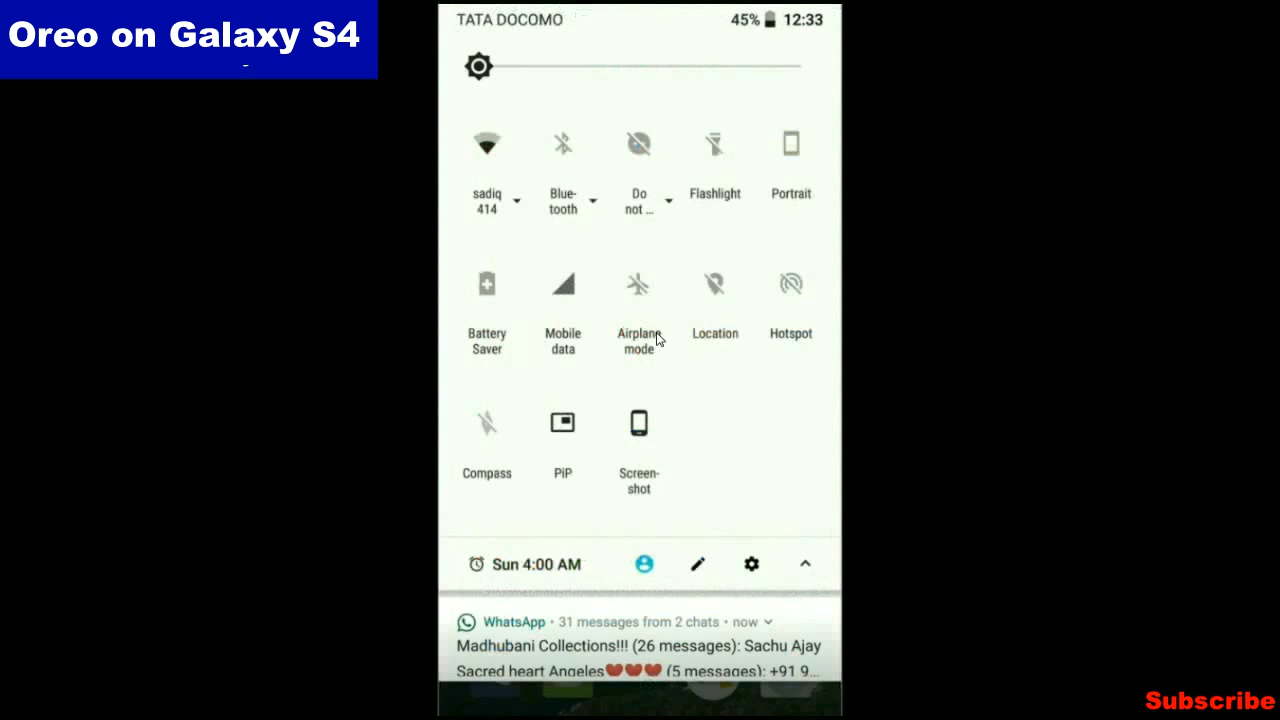 Oreo on Galaxy S4
TATA DOCOMO 45% 12:33
sadiq 414
Blue-tooth
Do not ...
Flashlight
Portrait
Battery Saver
Mobile data
Airplane mode
Location
Hotspot
Compass
PiP
Screen-shot
Sun 4:00 AM
WhatsApp • 31 messages from 2 chats • now
Madhubani Collections!!! (26 messages): Sachu Ajay
Sacred heart Angeles❤❤❤ (5 messages): +91 9...
Subscribe